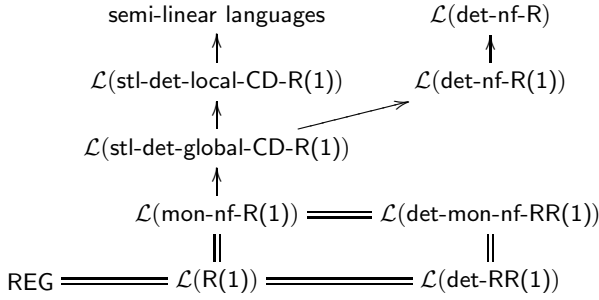 semi-linear languages ℒ(det-nf-R)
ℒ(stl-det-local-CD-R(1)) ℒ(det-nf-R(1))
ℒ(stl-det-global-CD-R(1))
ℒ(mon-nf-R(1)) ℒ(det-mon-nf-RR(1))
REG ℒ(R(1)) ℒ(det-RR(1))